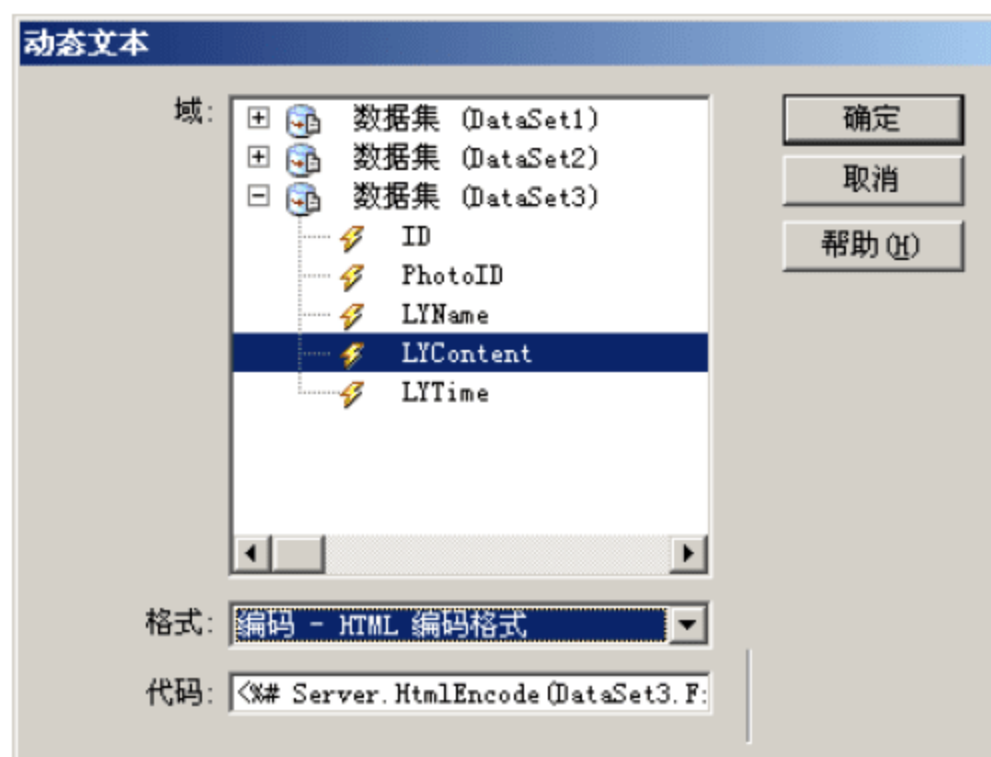 动态文本
域:
数据集 (DataSet1)
数据集 (DataSet2)
数据集 (DataSet3)
ID
PhotoID
LYName
LYContent
LYTime
确定
取消
帮助(H)
格式: 编码 - HTML 编码格式
代码: <%# Server.HtmlEncode(DataSet3.F: